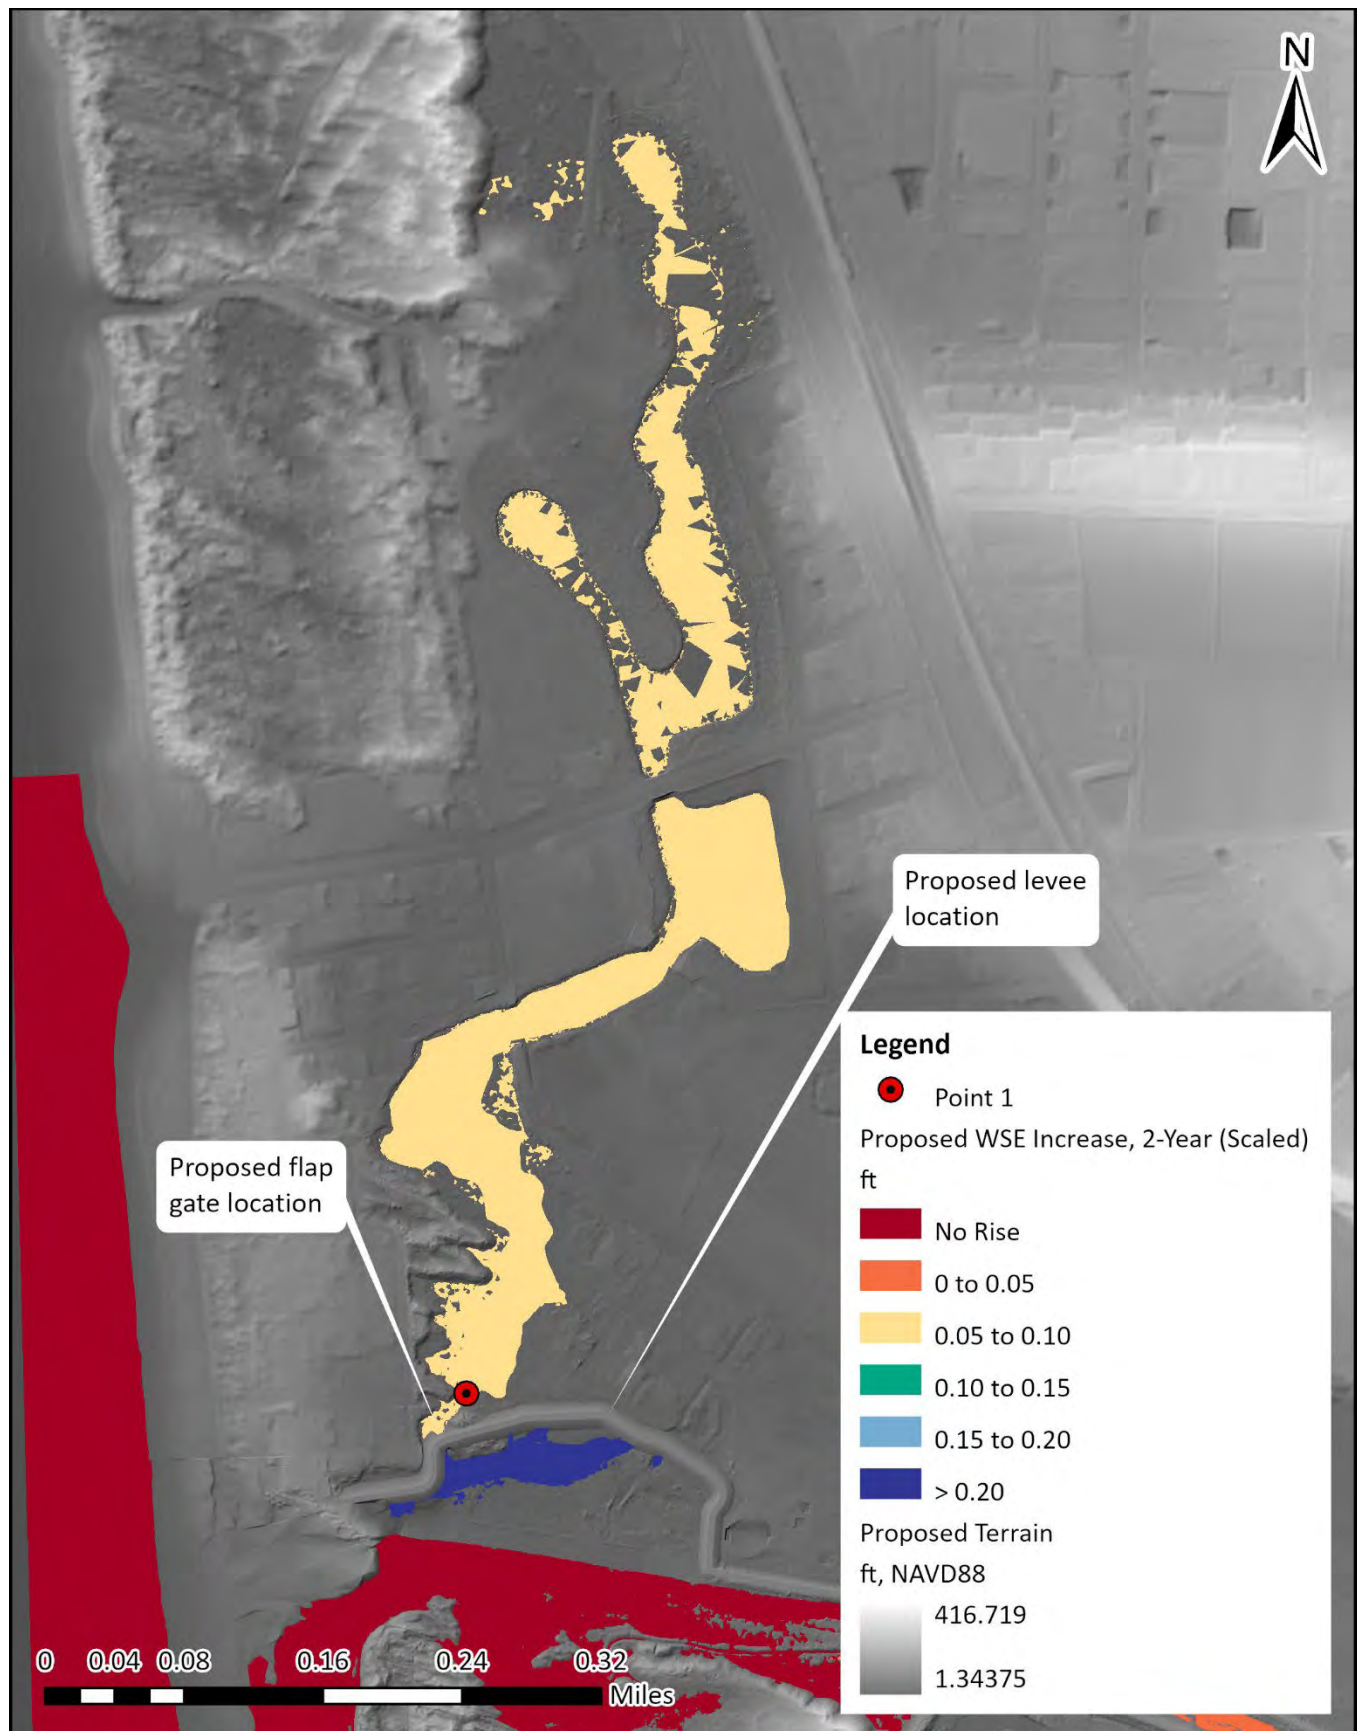 N
Proposed levee
location
Proposed flap
gate location
Legend
Point 1
Proposed WSE Increase, 2-Year (Scaled)
ft
No Rise
0 to 0.05
0.05 to 0.10
0.10 to 0.15
0.15 to 0.20
> 0.20
Proposed Terrain
ft, NAVD88
416.719
1.34375
0 0.04 0.08 0.16 0.24 0.32
Miles